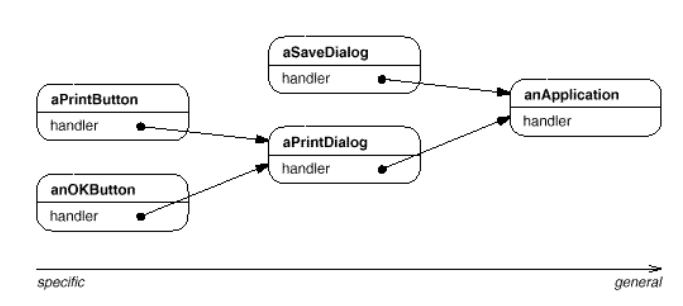 aSaveDialog
handler
aPrintButton
handler
anApplication
handler
aPrintDialog
handler
anOKButton
handler
specific
general